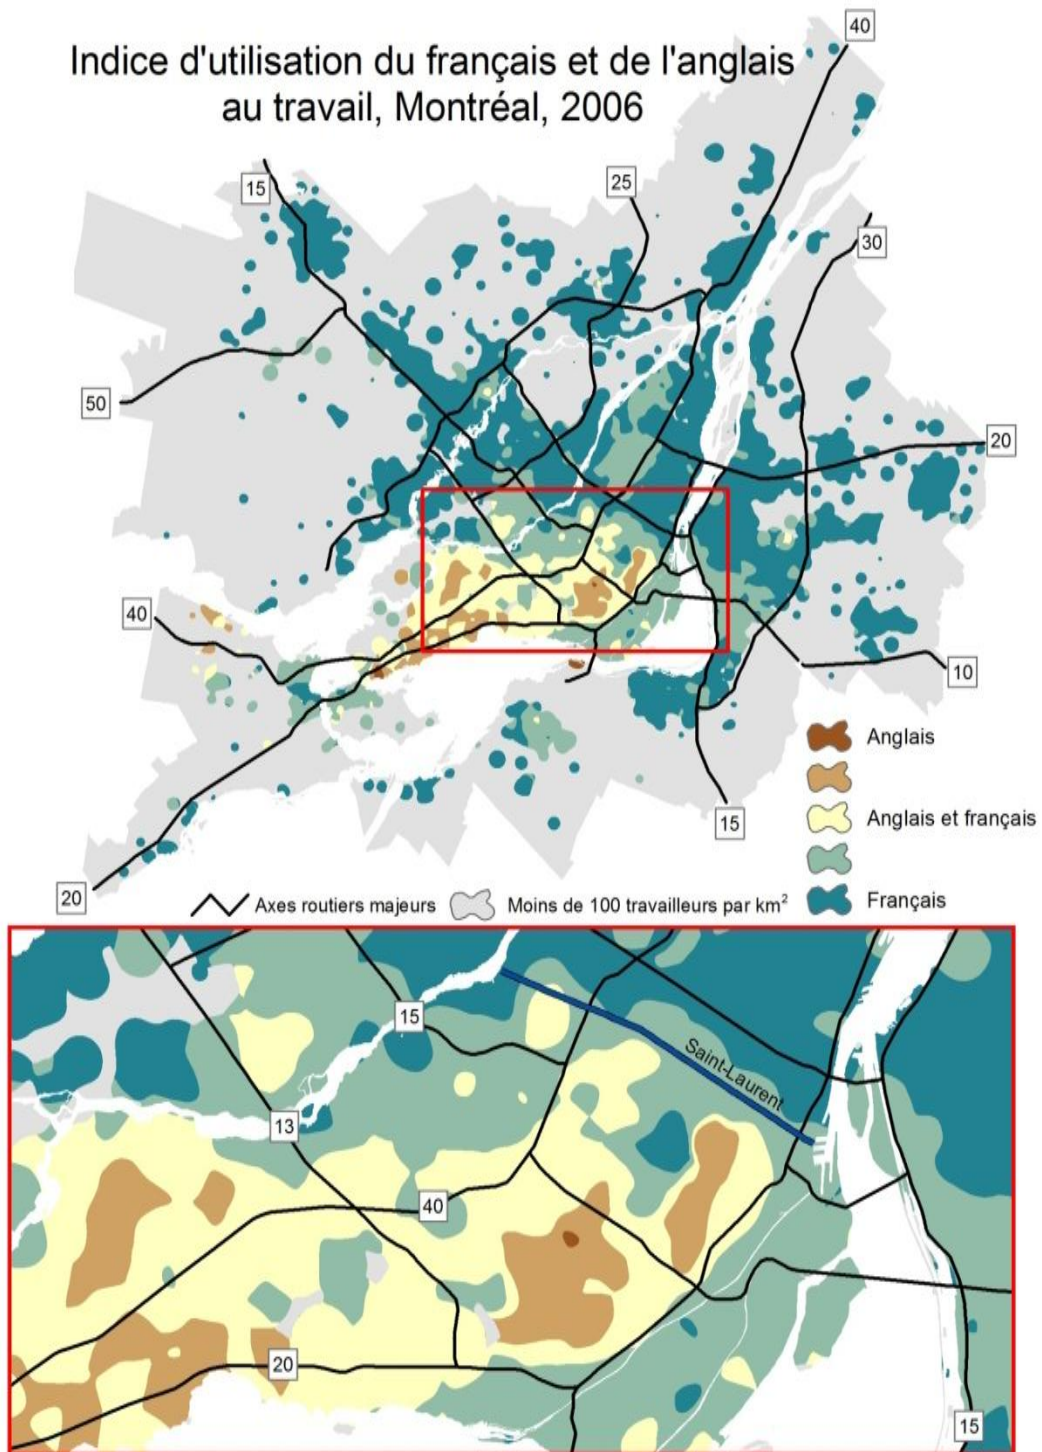 Indice d'utilisation du français et de l'anglais
au travail, Montréal, 2006
40
15
25
30
50
20
40
10
15
20
Anglais
Anglais et français
Français
Axes routiers majeurs
Moins de 100 travailleurs par km²
15
Saint-Laurent
13
40
20
15